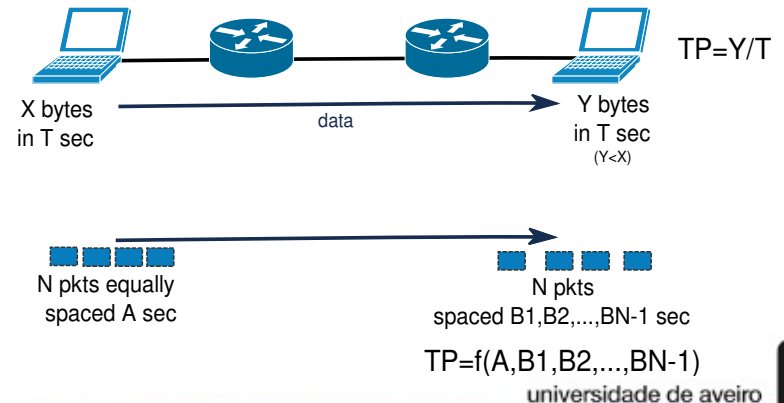 TP=Y/T
X bytes
in T sec
data
Y bytes
in T sec
(Y<X)
N pkts equally
spaced A sec
N pkts
spaced B1,B2,...,BN-1 sec
TP=f(A,B1,B2,...,BN-1)
universidade de aveiro